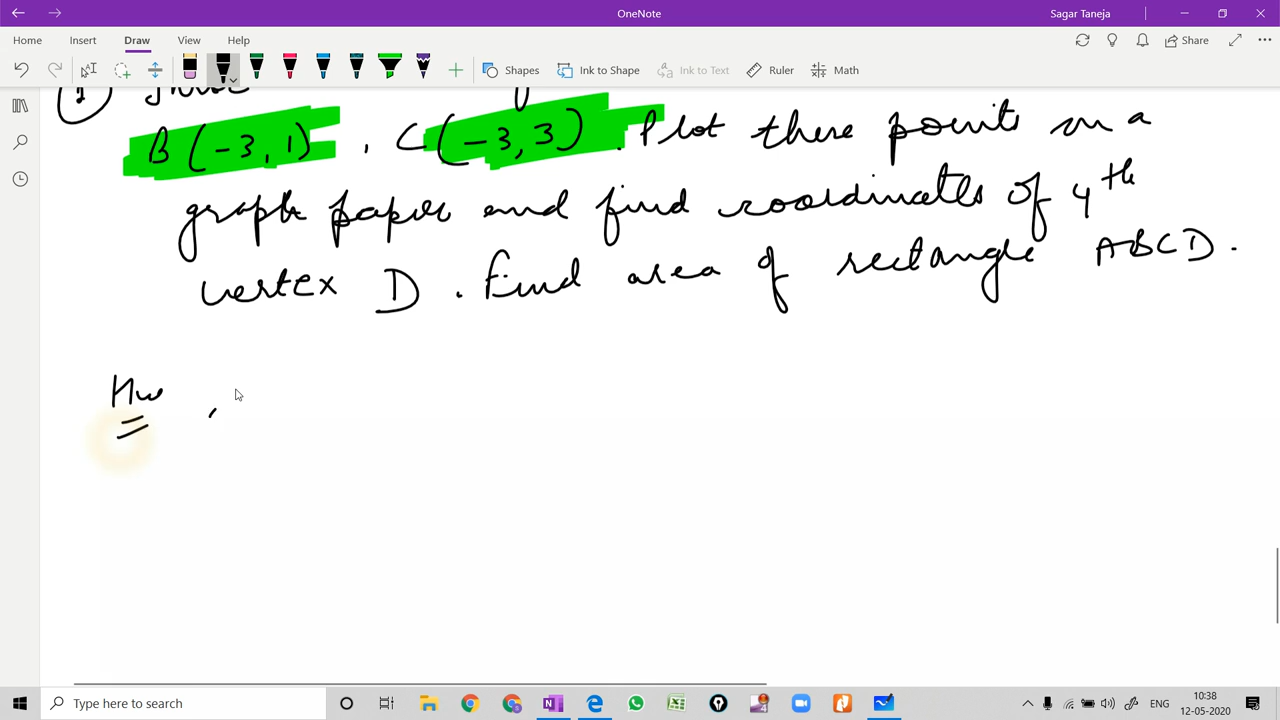 OneNote
Sagar Taneja
Home Insert Draw View Help
Share
Shapes Ink to Shape Ink to Text Ruler Math
1
B (-3, 1) , C (-3, 3) . Plot these points on a
graph paper and find coordinates of 4th
vertex D . Find area of rectangle ABCD .
Hw
Type here to search
ENG
10:38
12-05-2020